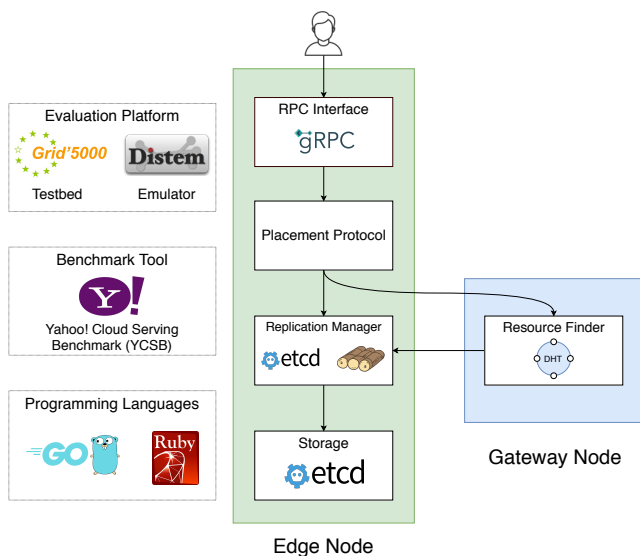 Evaluation Platform
Grid'5000
Distem
Testbed
Emulator
Benchmark Tool
Y!
Yahoo! Cloud Serving
Benchmark (YCSB)
Programming Languages
GO
Ruby
RPC Interface
gRPC
Placement Protocol
Replication Manager
etcd
Storage
etcd
Edge Node
Resource Finder
DHT
Gateway Node